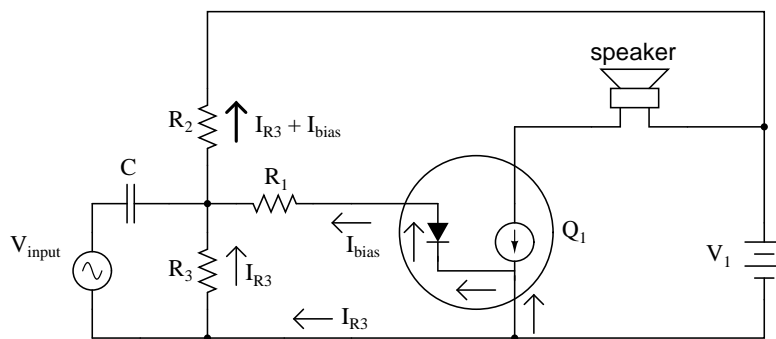 speaker
R2
IR3 + Ibias
C
R1
Vinput
Ibias
Q1
V1
R3
IR3
IR3